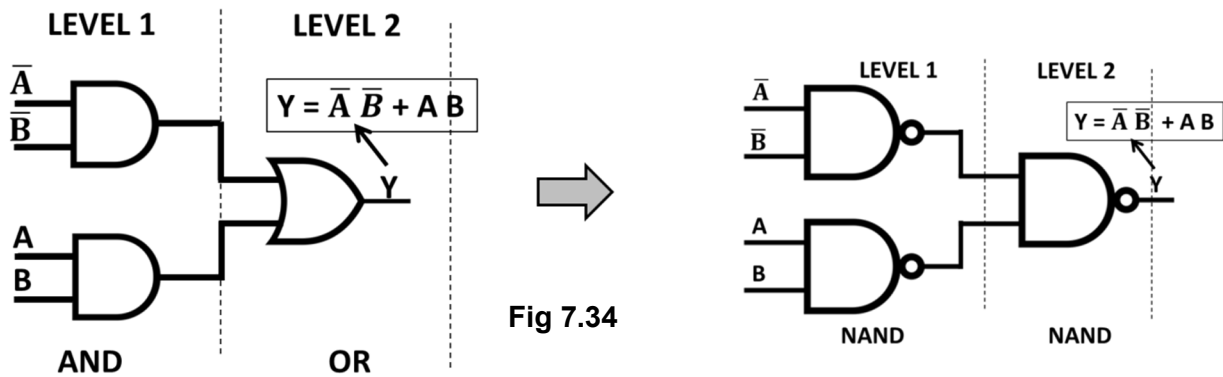 LEVEL 1
LEVEL 2
A̅
B̅
Y = A̅ B̅ + A B
Y
A
B
AND
OR
Fig 7.34
LEVEL 1
LEVEL 2
A̅
B̅
Y = A̅ B̅ + A B
Y
A
B
NAND
NAND